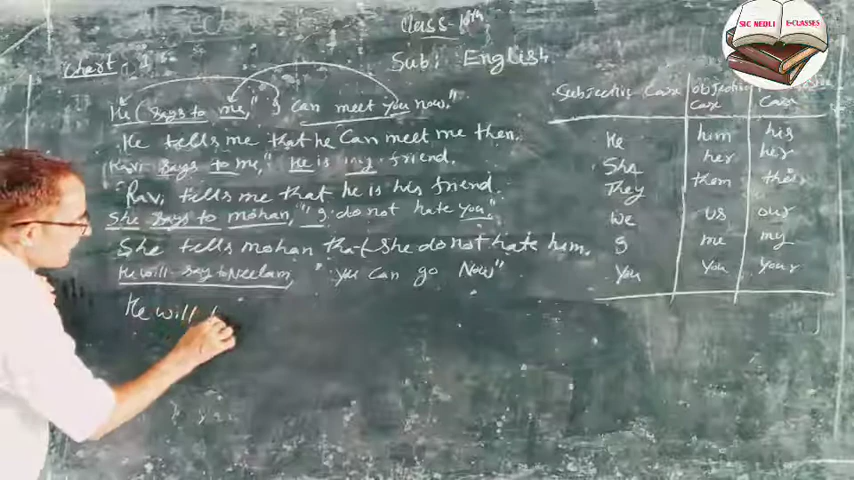 SIC NEDLI E-CLASSES
Class-10th
Sub: English
Chart
He (says to me," I can meet you now."
He tells me that he Can meet me then.
Ravi says to me," He is my friend.
Ravi tells me that he is his friend.
She says to mohan, "I do not hate you."
She tells mohan that She do not hate him.
He will say to Neelam, "you can go Now"
He will
Subjective Case objective Case Case
He him his
She her her
They them their
we us our
I me my
You You Your